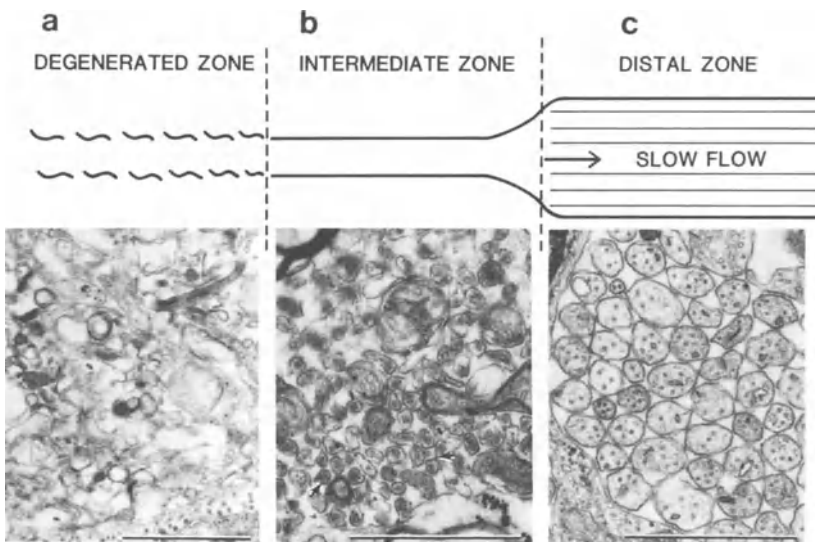 a
b
c
DEGENERATED ZONE
INTERMEDIATE ZONE
DISTAL ZONE
SLOW FLOW